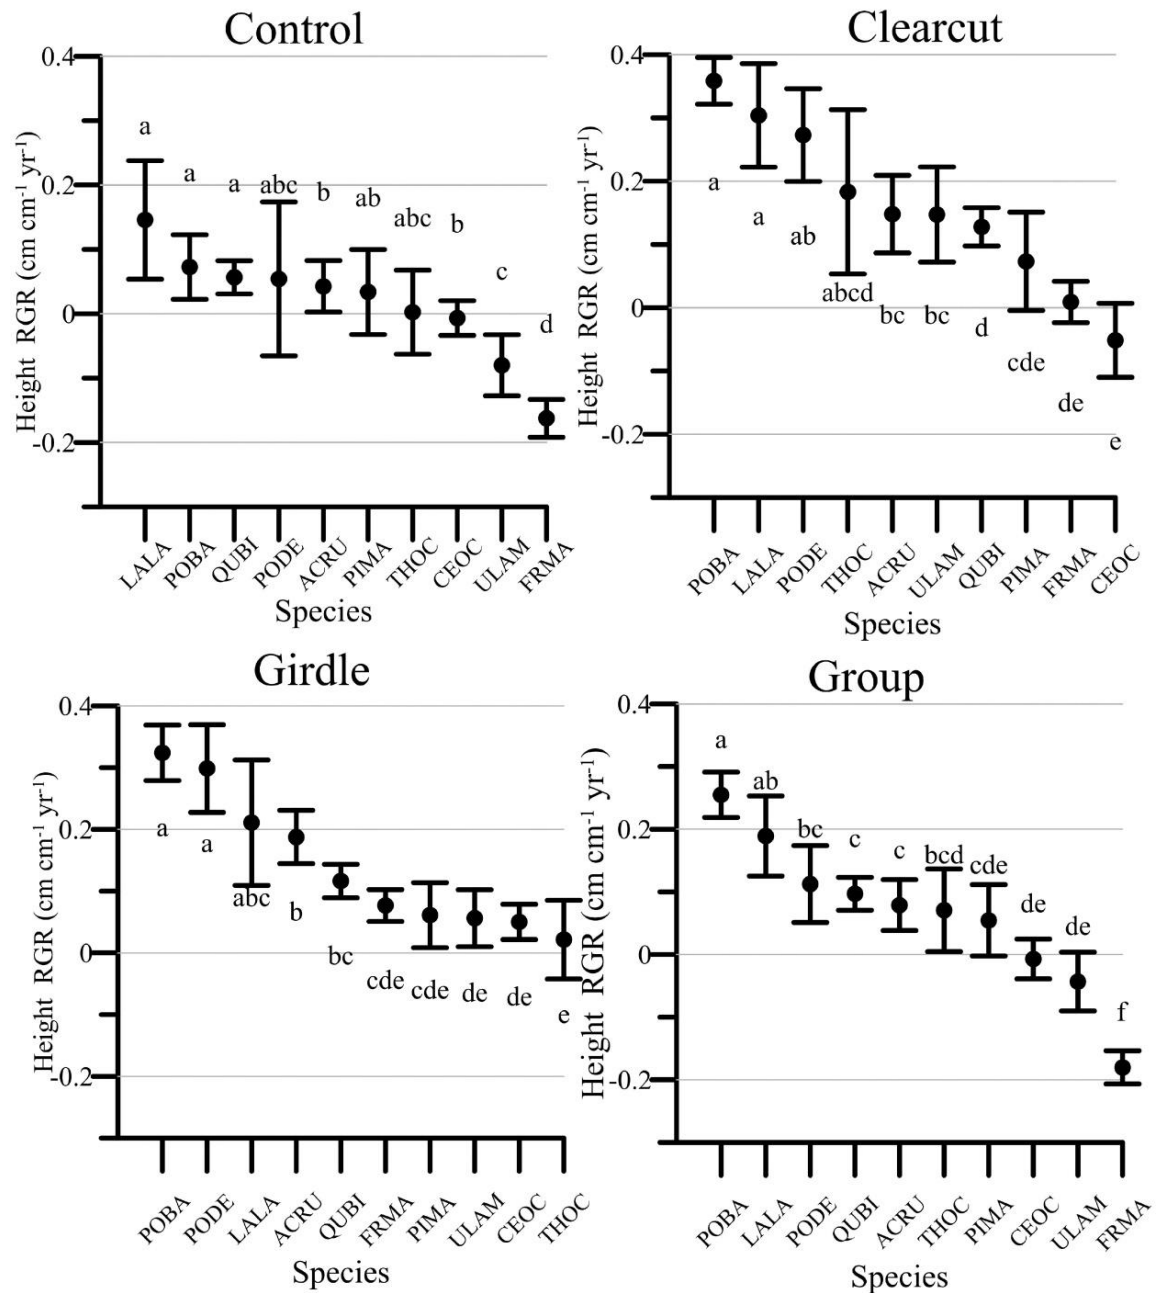 Control
Height RGR (cm cm⁻¹ yr⁻¹)
0.4
0.2
0
-0.2
a
a
a
abc
b
ab
abc
b
c
d
LALA
POBA
QUBI
PODE
ACRU
PIMA
THOC
CEOC
ULAM
FRMA
Species
Clearcut
Height RGR (cm cm⁻¹ yr⁻¹)
0.4
0.2
0
-0.2
a
a
ab
abcd
bc
bc
d
cde
de
e
POBA
LALA
PODE
THOC
ACRU
ULAM
QUBI
PIMA
FRMA
CEOC
Species
Girdle
Height RGR (cm cm⁻¹ yr⁻¹)
0.4
0.2
0
-0.2
a
a
abc
b
bc
cde
cde
de
de
e
POBA
PODE
LALA
ACRU
QUBI
FRMA
PIMA
ULAM
CEOC
THOC
Species
Group
Height RGR (cm cm⁻¹ yr⁻¹)
0.4
0.2
0
-0.2
a
ab
bc
c
c
bcd
cde
de
de
f
POBA
LALA
PODE
QUBI
ACRU
THOC
PIMA
CEOC
ULAM
FRMA
Species